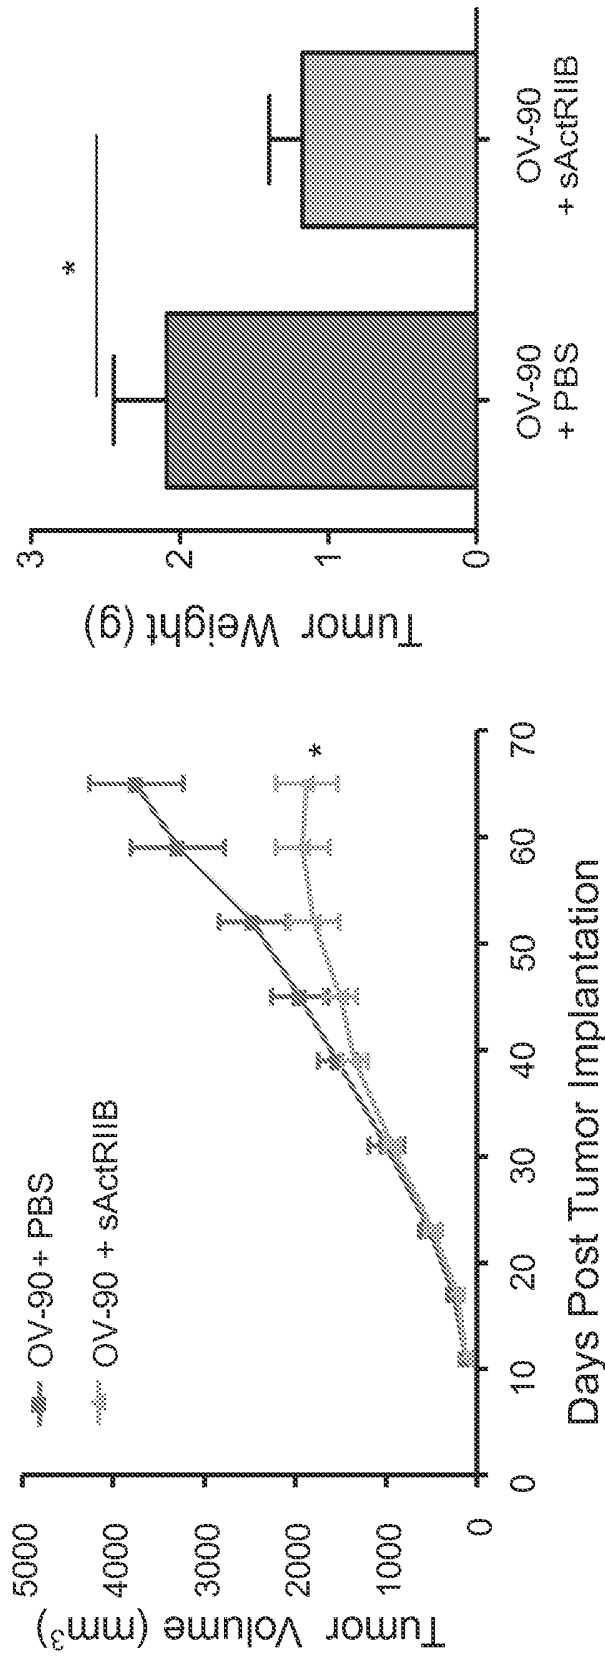 Tumor Volume (mm³)
5000
4000
3000
2000
1000
0
OV-90+ PBS
OV-90 + sActRIIB
*
0
10
20
30
40
50
60
70
Days Post Tumor Implantation
Tumor Weight (g)
3
2
1
0
*
OV-90
+ PBS
OV-90
+ sActRIIB